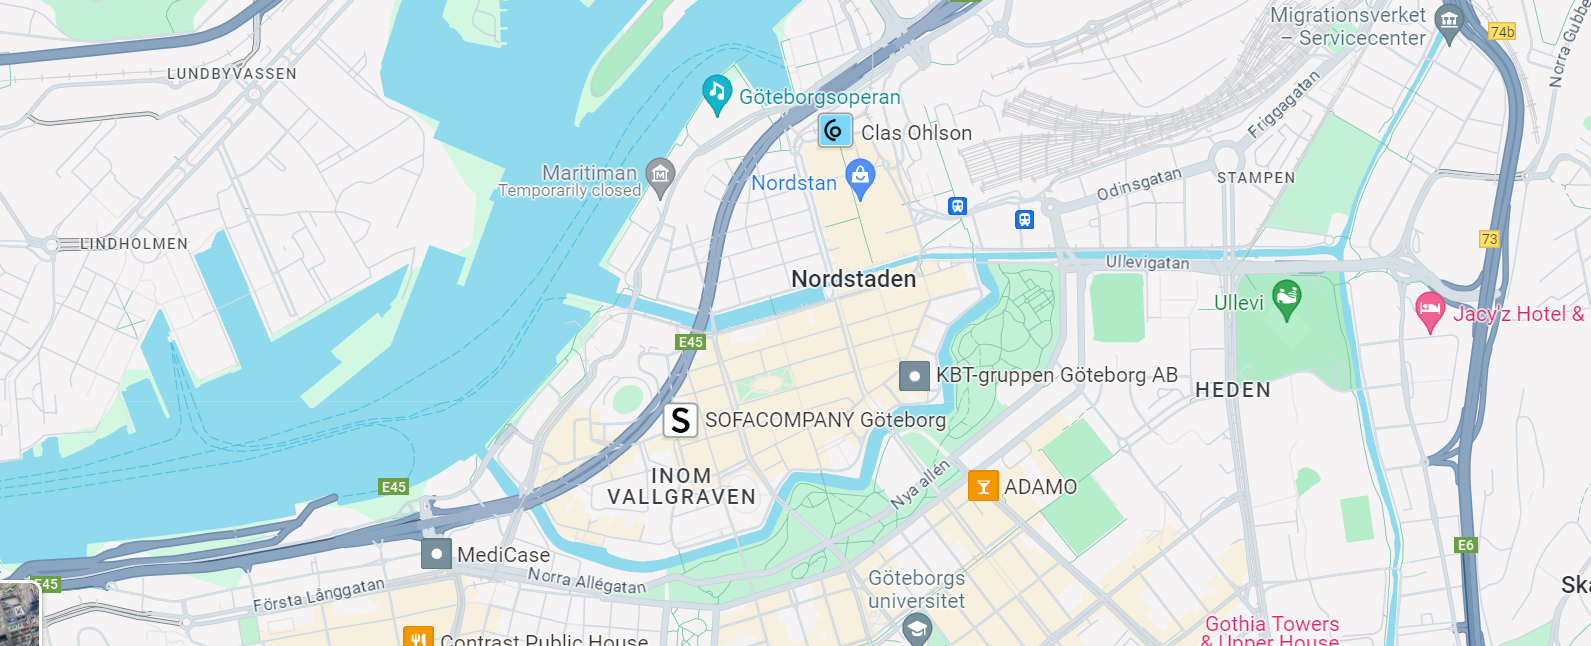 Migrationsverket
– Servicecenter
74b
Norra Gubbe
LUNDBYVASSEN
Göteborgsoperan
Clas Ohlson
Friggagatan
Maritiman
Temporarily closed
Nordstan
Odinsgatan
STAMPEN
LINDHOLMEN
73
Ullevigatan
Nordstaden
Ullevi
Jacy'z Hotel &
E45
KBT-gruppen Göteborg AB
HEDEN
S
SOFACOMPANY Göteborg
INOM
VALLGRAVEN
Nya allén
ADAMO
E45
E6
MediCase
E45
Norra Allégatan
Första Långgatan
Göteborgs
universitet
Ska
Gothia Towers
& Upper House
Contrast Public House